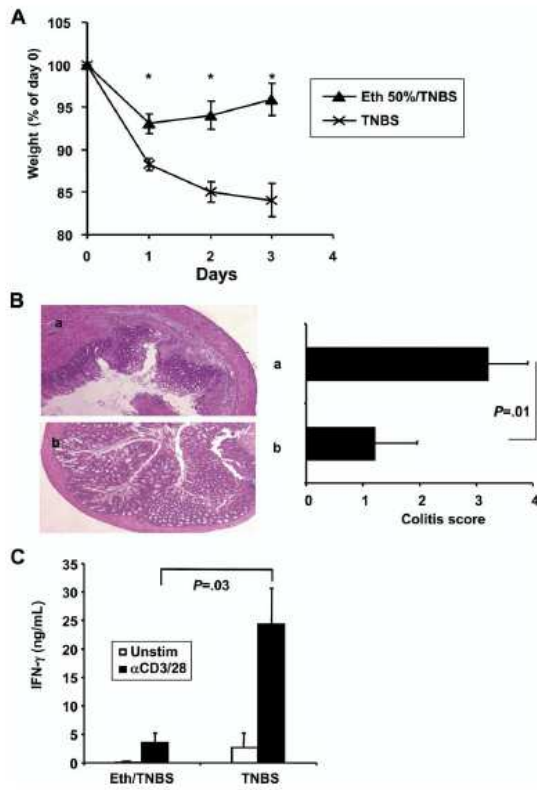 A
Weight (% of day 0)
105
100
95
90
85
80
* * *
0 1 2 3 4
Days
Eth 50%/TNBS
TNBS
B
a
b
a
b
P=.01
0 1 2 3 4
Colitis score
C
IFN-γ (ng/mL)
35
30
25
20
15
10
5
0
P=.03
Unstim
αCD3/28
Eth/TNBS TNBS